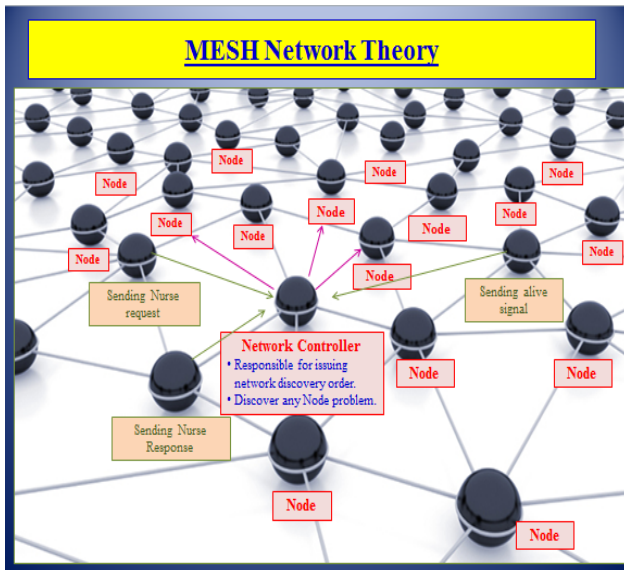 MESH Network Theory
Node
Node
Node
Node
Node
Node
Node
Node
Node
Node
Node
Node
Sending Nurse
request
Sending alive
signal
Network Controller
• Responsible for issuing
network discovery order.
• Discover any Node problem.
Node
Node
Sending Nurse
Response
Node
Node